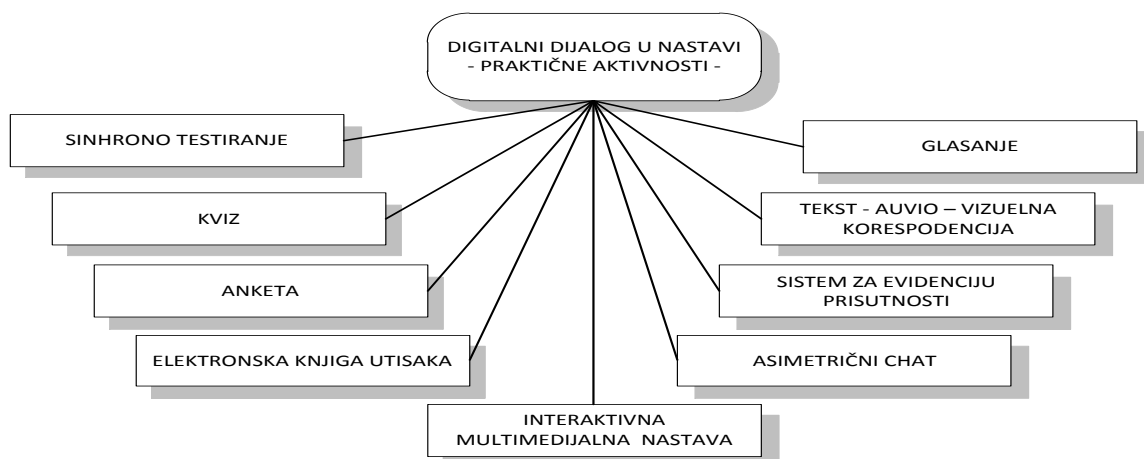 DIGITALNI DIJALOG U NASTAVI
- PRAKTIČNE AKTIVNOSTI -
SINHRONO TESTIRANJE
GLASANJE
KVIZ
TEKST - AUVIO – VIZUELNA
KORESPODENCIJA
ANKETA
SISTEM ZA EVIDENCIJU
PRISUTNOSTI
ELEKTRONSKA KNJIGA UTISAKA
ASIMETRIČNI CHAT
INTERAKTIVNA
MULTIMEDIJALNA NASTAVA